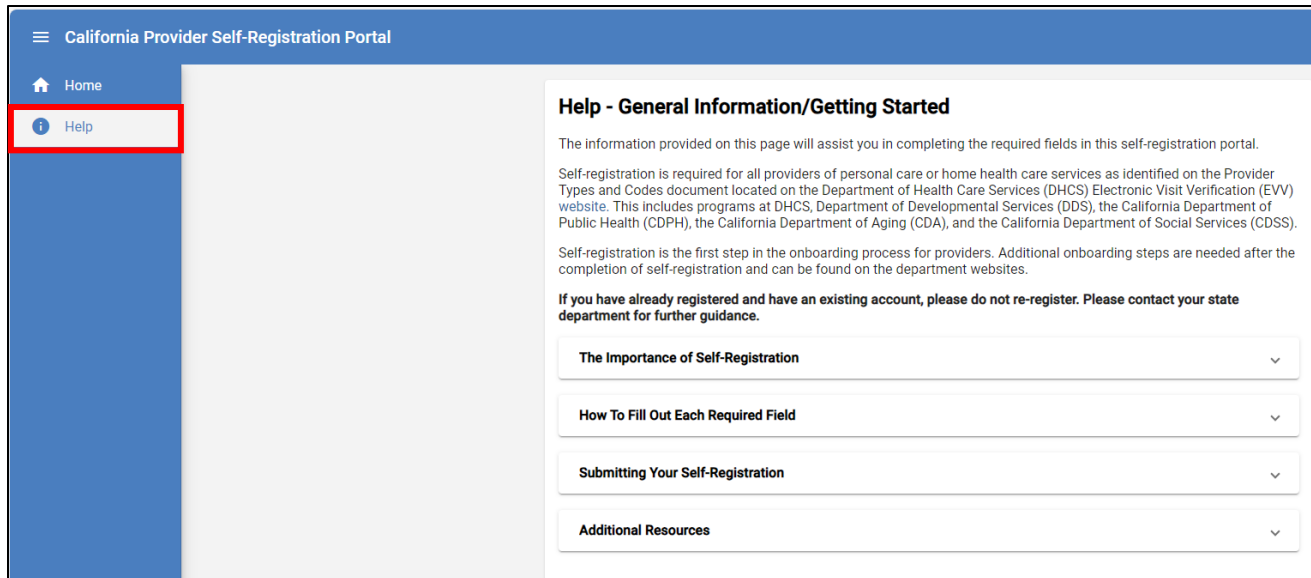 California Provider Self-Registration Portal
Home
Help
Help - General Information/Getting Started
The information provided on this page will assist you in completing the required fields in this self-registration portal.
Self-registration is required for all providers of personal care or home health care services as identified on the Provider
Types and Codes document located on the Department of Health Care Services (DHCS) Electronic Visit Verification (EVV)
website. This includes programs at DHCS, Department of Developmental Services (DDS), the California Department of
Public Health (CDPH), the California Department of Aging (CDA), and the California Department of Social Services (CDSS).
Self-registration is the first step in the onboarding process for providers. Additional onboarding steps are needed after the
completion of self-registration and can be found on the department websites.
If you have already registered and have an existing account, please do not re-register. Please contact your state
department for further guidance.
The Importance of Self-Registration
How To Fill Out Each Required Field
Submitting Your Self-Registration
Additional Resources